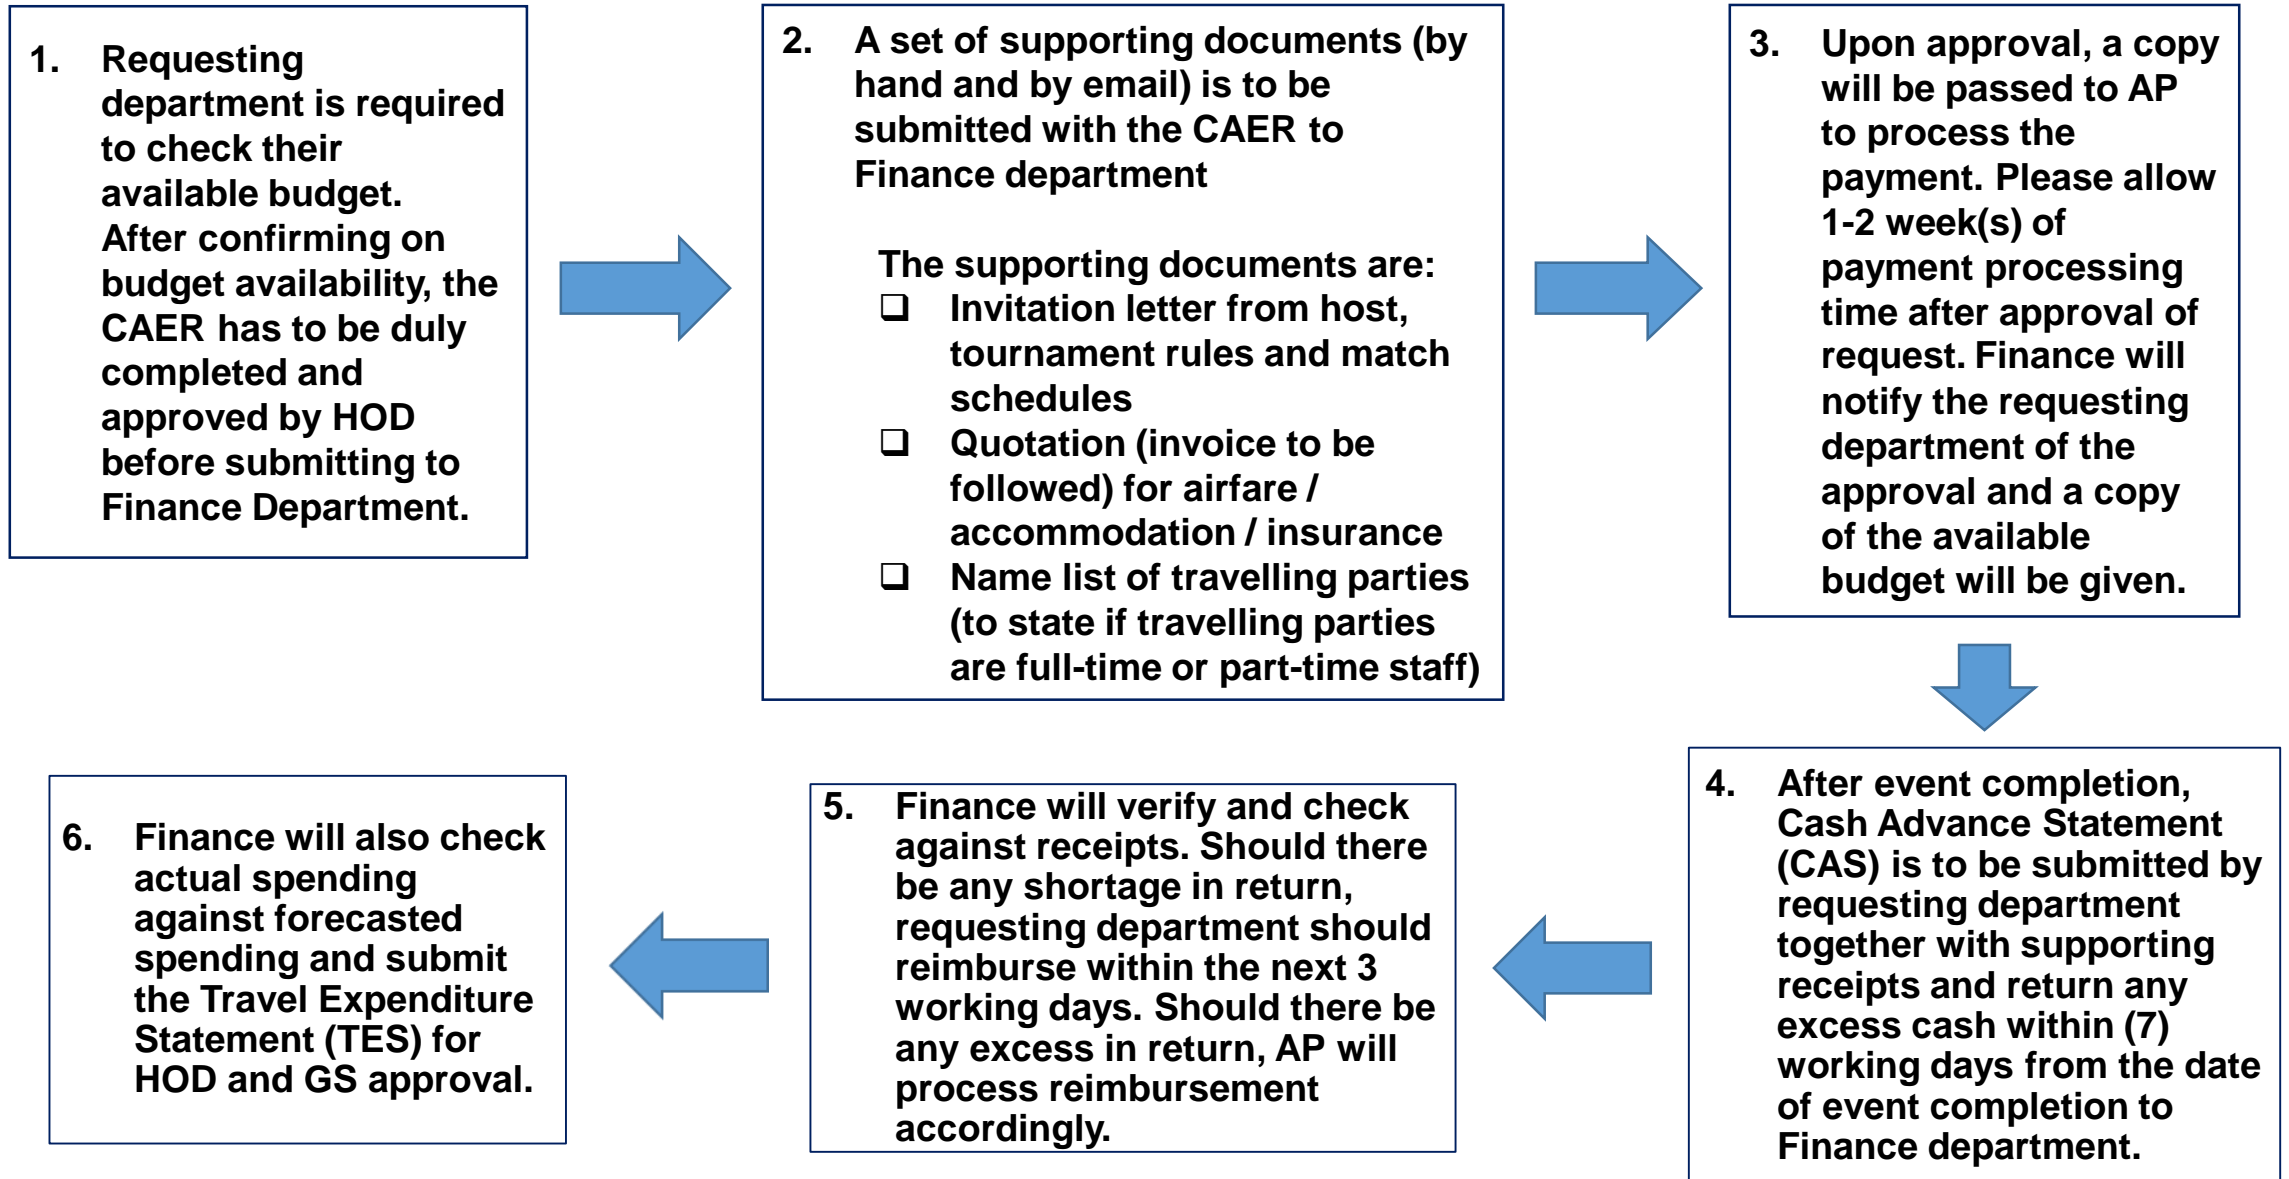 1. Requesting
department is required
to check their
available budget.
After confirming on
budget availability, the
CAER has to be duly
completed and
approved by HOD
before submitting to
Finance Department.
2. A set of supporting documents (by
hand and by email) is to be
submitted with the CAER to
Finance department
The supporting documents are:
❑ Invitation letter from host,
tournament rules and match
schedules
❑ Quotation (invoice to be
followed) for airfare /
accommodation / insurance
❑ Name list of travelling parties
(to state if travelling parties
are full-time or part-time staff)
3. Upon approval, a copy
will be passed to AP
to process the
payment. Please allow
1-2 week(s) of
payment processing
time after approval of
request. Finance will
notify the requesting
department of the
approval and a copy
of the available
budget will be given.
4. After event completion,
Cash Advance Statement
(CAS) is to be submitted by
requesting department
together with supporting
receipts and return any
excess cash within (7)
working days from the date
of event completion to
Finance department.
5. Finance will verify and check
against receipts. Should there
be any shortage in return,
requesting department should
reimburse within the next 3
working days. Should there be
any excess in return, AP will
process reimbursement
accordingly.
6. Finance will also check
actual spending
against forecasted
spending and submit
the Travel Expenditure
Statement (TES) for
HOD and GS approval.